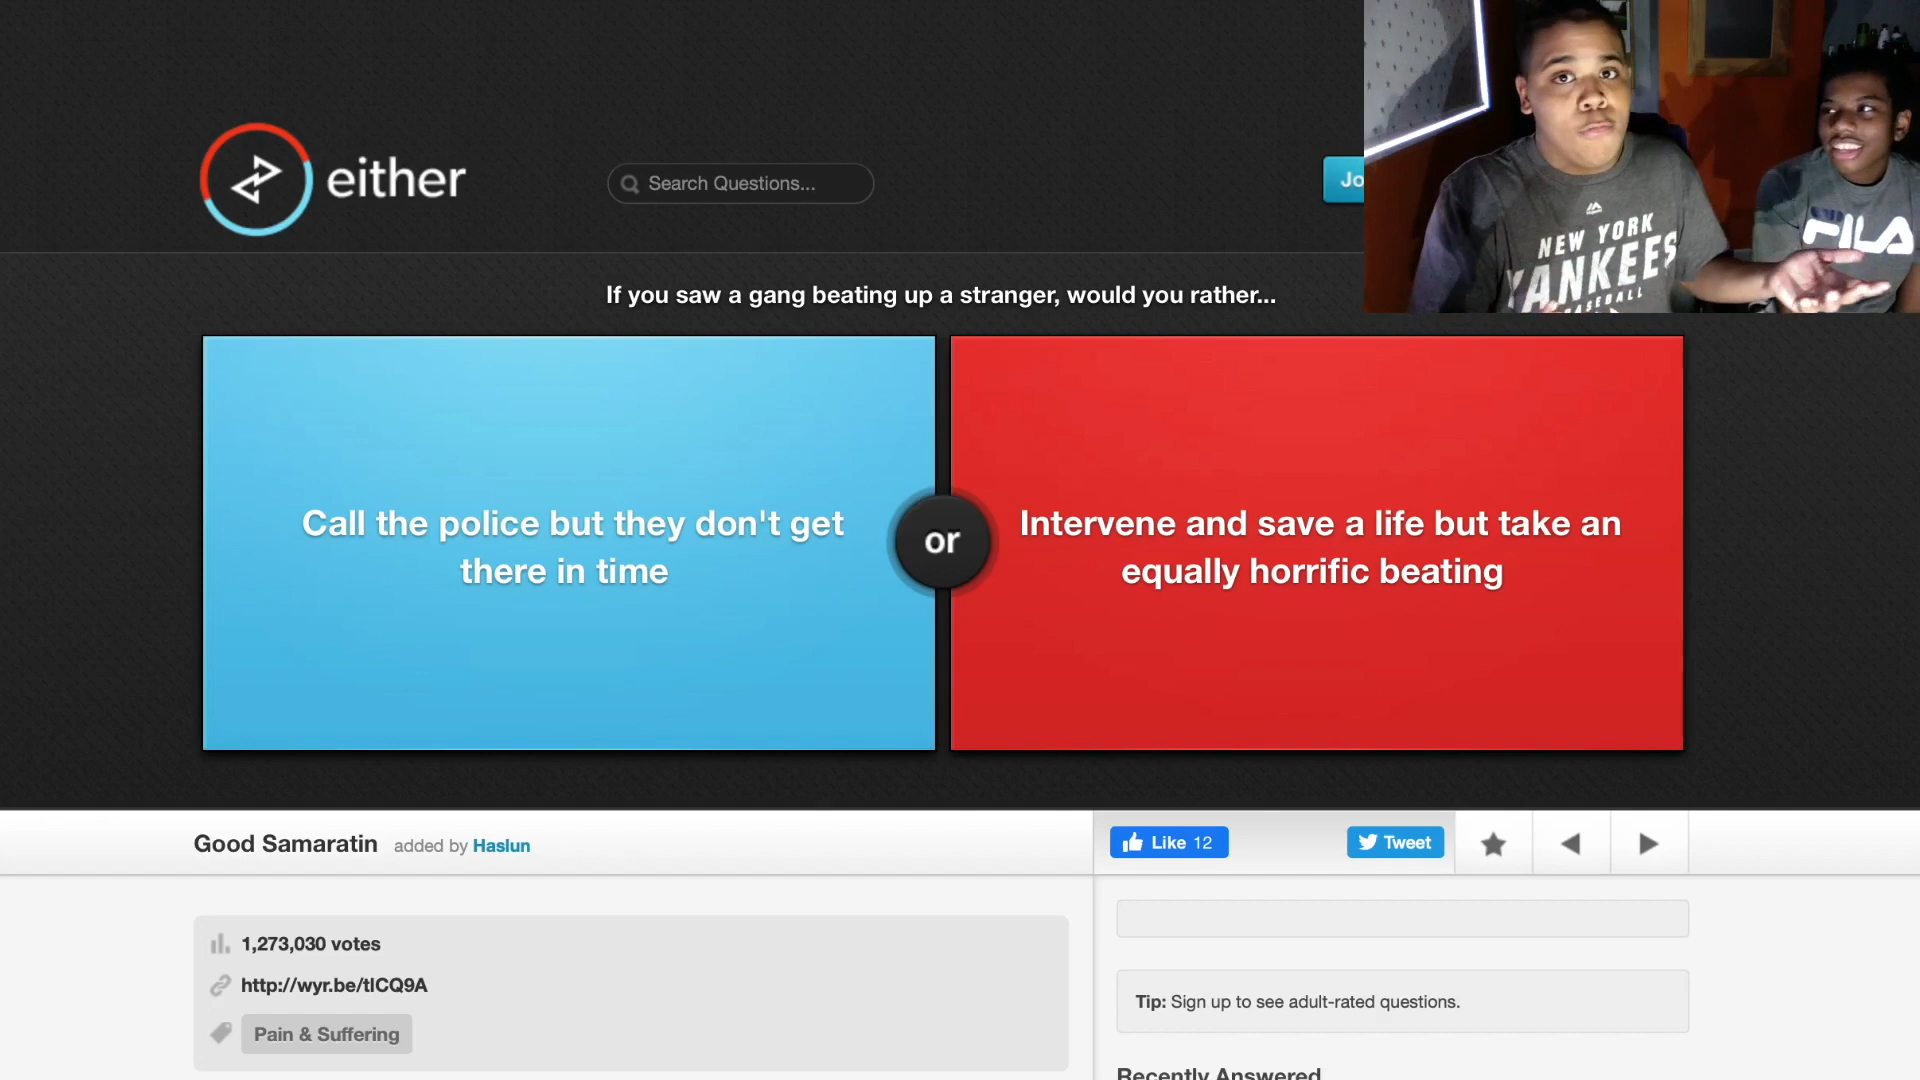 either
Search Questions...
Jo
NEW YORK
YANKEES
BASEBALL
FILA
If you saw a gang beating up a stranger, would you rather...
Call the police but they don't get
there in time
or
Intervene and save a life but take an
equally horrific beating
Good Samaratin added by Haslun
Like 12
Tweet
1,273,030 votes
http://wyr.be/tlCQ9A
Pain & Suffering
Tip: Sign up to see adult-rated questions.
Recently Answered